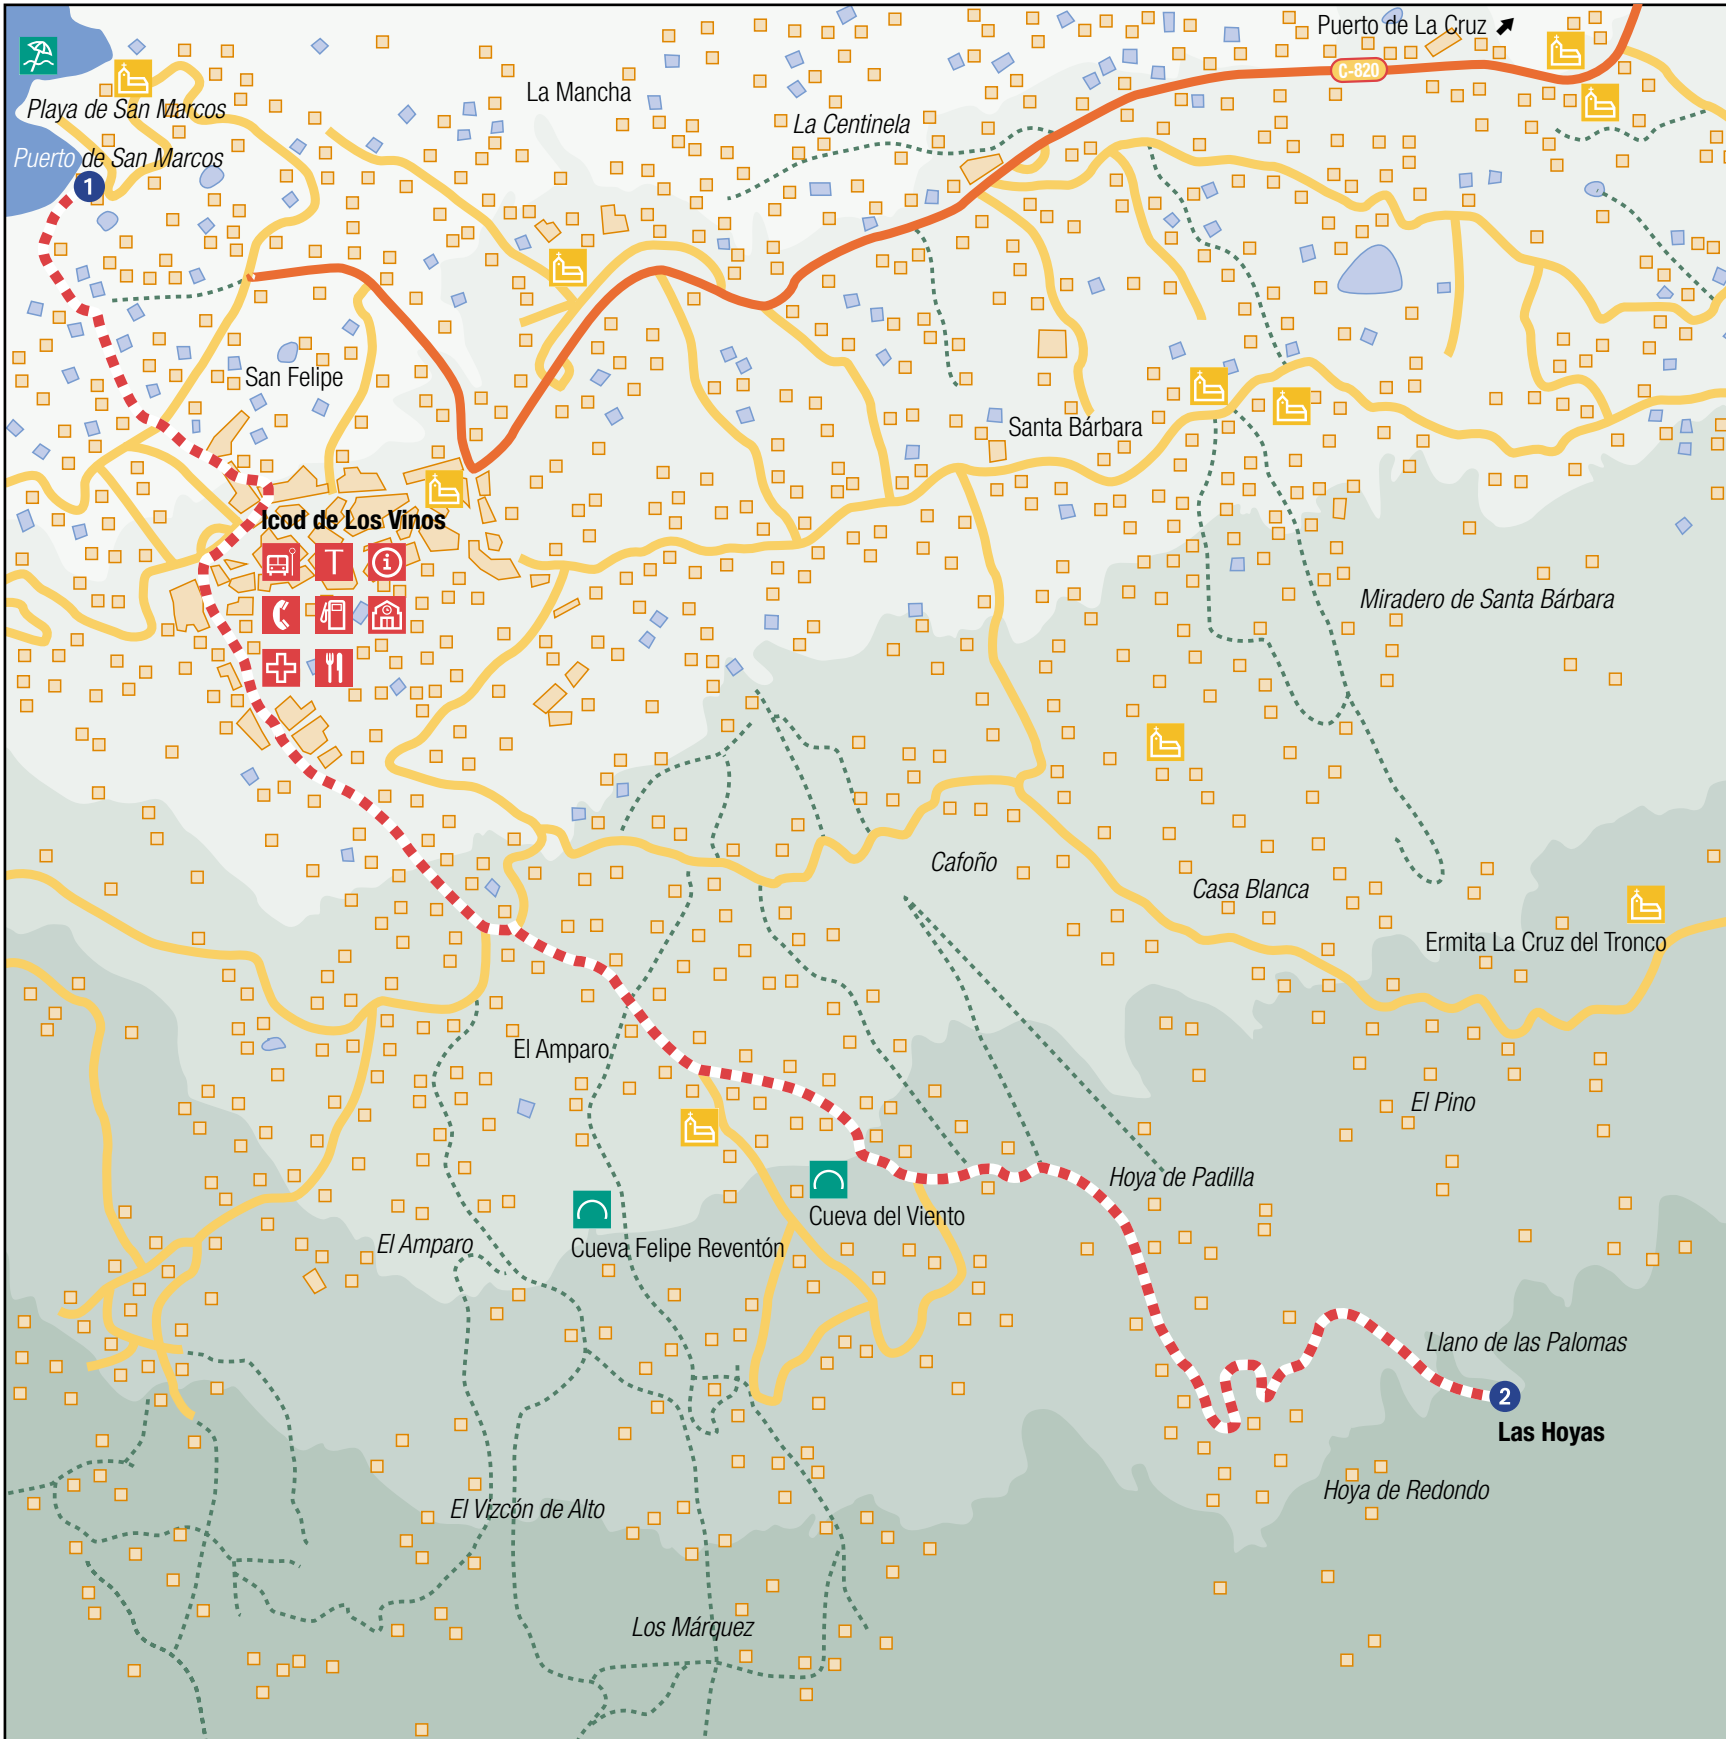 Puerto de La Cruz
C-820
La Mancha
Playa de San Marcos
La Centinela
Puerto de San Marcos
1
San Felipe
Santa Bárbara
Icod de Los Vinos
T
i
Miradero de Santa Bárbara
Cafoño
Casa Blanca
Ermita La Cruz del Tronco
El Amparo
El Pino
Hoya de Padilla
Cueva del Viento
El Amparo
Cueva Felipe Reventón
Llano de las Palomas
2
Las Hoyas
Hoya de Redondo
El Vizcón de Alto
Los Márquez